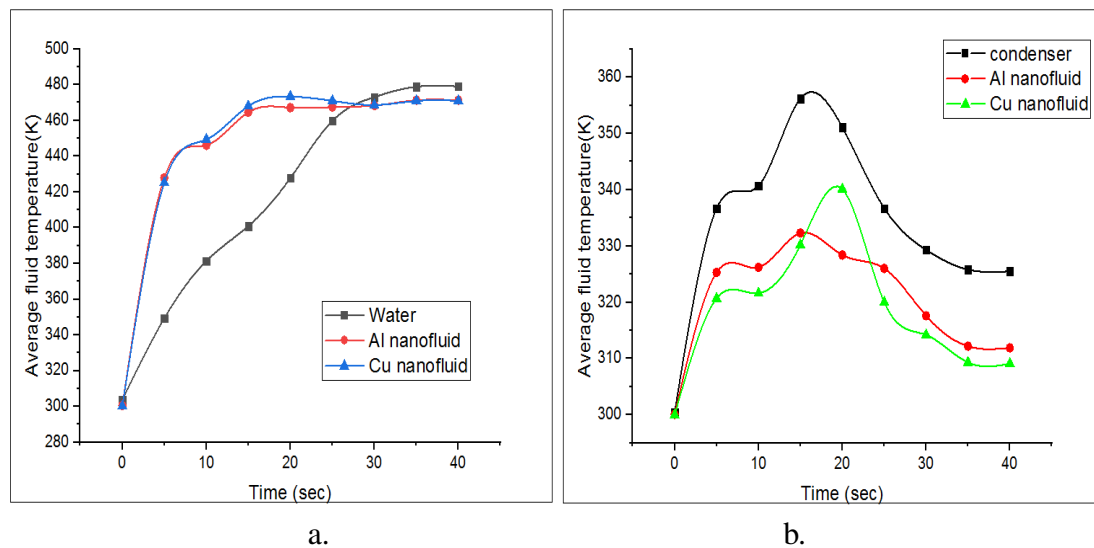 500
480
460
440
420
400
380
360
340
320
300
280
Average fluid temperature(K)
Water
Al nanofluid
Cu nanofluid
0 10 20 30 40
Time (sec)
a.
360
350
340
330
320
310
300
Average fluid temperature(K)
condenser
Al nanofluid
Cu nanofluid
0 10 20 30 40
Time (sec)
b.